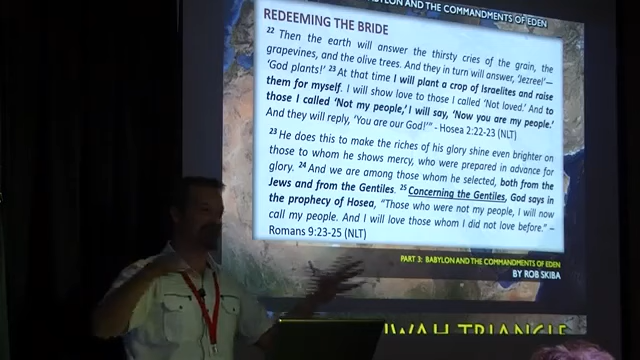 BABYLON AND THE COMMANDMENTS OF EDEN
REDEEMING THE BRIDE
22 Then the earth will answer the thirsty cries of the grain, the
grapevines, and the olive trees. And they in turn will answer, 'Jezreel'—
'God plants!' 23 At that time I will plant a crop of Israelites and raise
them for myself. I will show love to those I called 'Not loved.' And to
those I called 'Not my people,' I will say, 'Now you are my people.'
And they will reply, 'You are our God!'" - Hosea 2:22-23 (NLT)
23 He does this to make the riches of his glory shine even brighter on
those to whom he shows mercy, who were prepared in advance for
glory. 24 And we are among those whom he selected, both from the
Jews and from the Gentiles. 25 Concerning the Gentiles, God says in
the prophecy of Hosea, "Those who were not my people, I will now
call my people. And I will love those whom I did not love before." –
Romans 9:23-25 (NLT)
PART 3: BABYLON AND THE COMMANDMENTS OF EDEN
BY ROB SKIBA
TRIANGLE